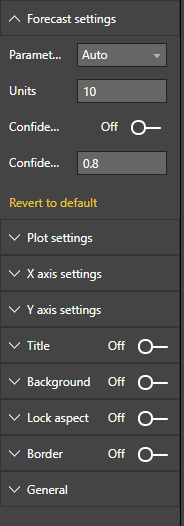 Forecast settings
Paramet... Auto
Units 10
Confide... Off
Confide... 0.8
Revert to default
Plot settings
X axis settings
Y axis settings
Title Off
Background Off
Lock aspect Off
Border Off
General